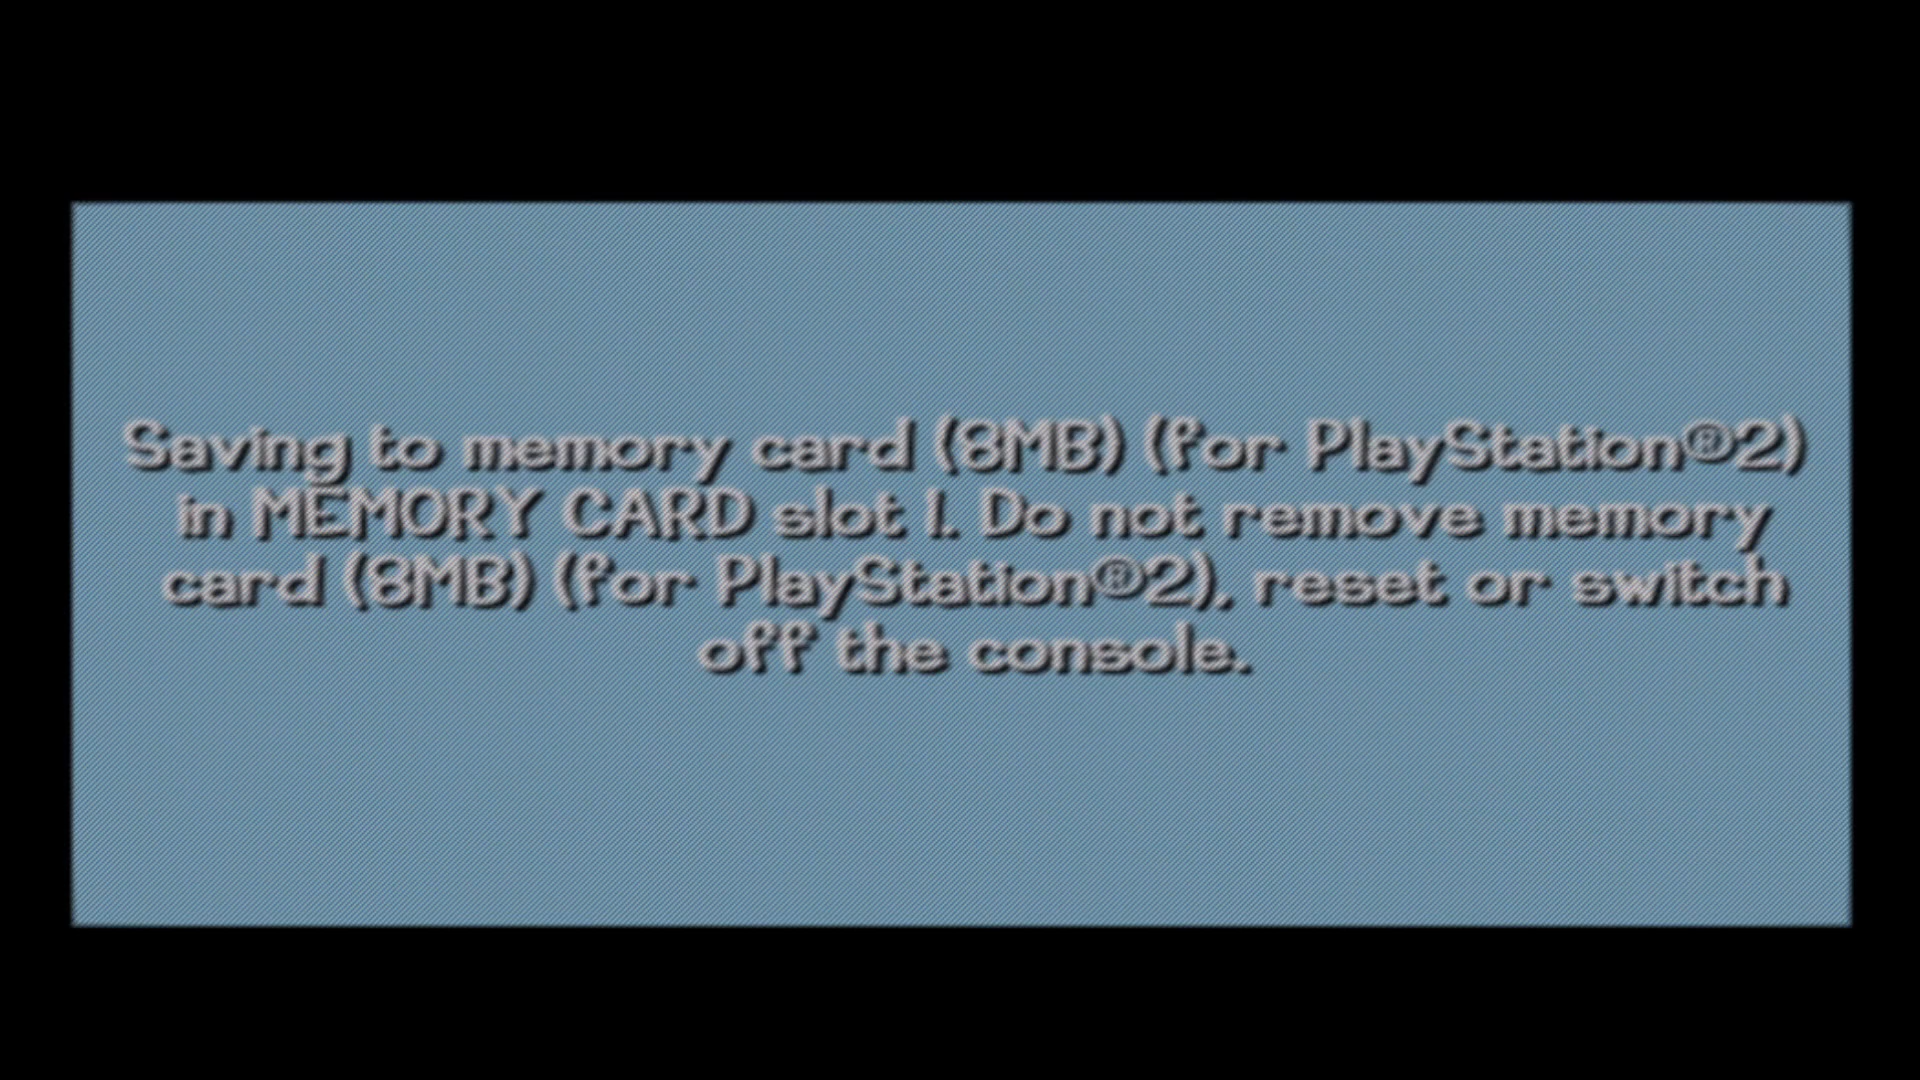 Saving to memory card (8MB) (for PlayStation®2)
in MEMORY CARD slot 1. Do not remove memory
card (8MB) (for PlayStation®2), reset or switch
off the console.